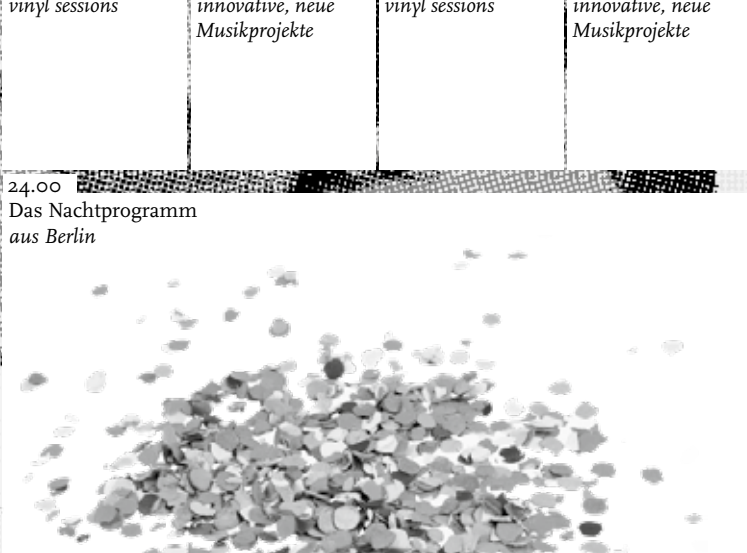 vinyl sessions
innovative, neue
Musikprojekte
vinyl sessions
innovative, neue
Musikprojekte
24.00
Das Nachtprogramm
aus Berlin